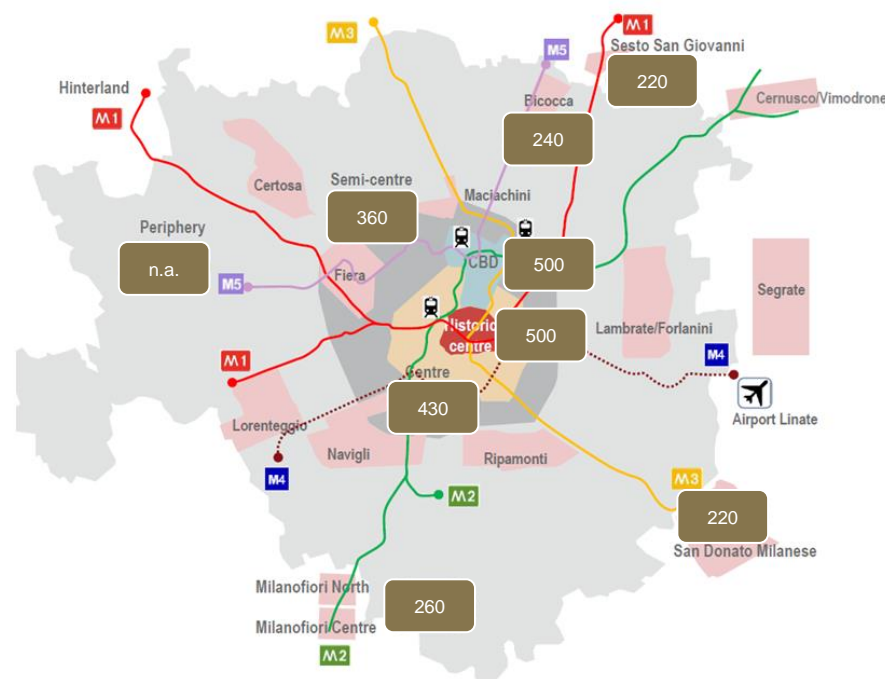 M3
M1
M5
Sesto San Giovanni
Hinterland
220
M1
Bicocca
Cernusco/Vimodrone
240
Semi-centre
Certosa
Maciachini
360
Periphery
n.a.
M5
Fiera
CBD
500
Segrate
Historic
centre
500
Lambrate/Forlanini
M1
M4
Centre
430
Airport Linate
Lorenteggio
Navigli
Ripamonti
M4
M3
M2
220
San Donato Milanese
Milanofiori North
260
Milanofiori Centre
M2